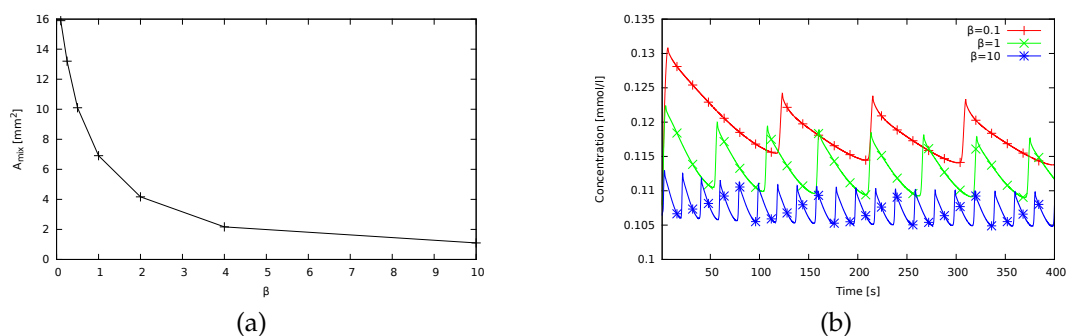 16
14
12
10
8
6
4
2
0
A_mix [mm²]
0 1 2 3 4 5 6 7 8 9 10
β
(a)
0.135
0.13
0.125
0.12
0.115
0.11
0.105
0.1
Concentration [mmol/l]
β=0.1
β=1
β=10
50 100 150 200 250 300 350 400
Time [s]
(b)